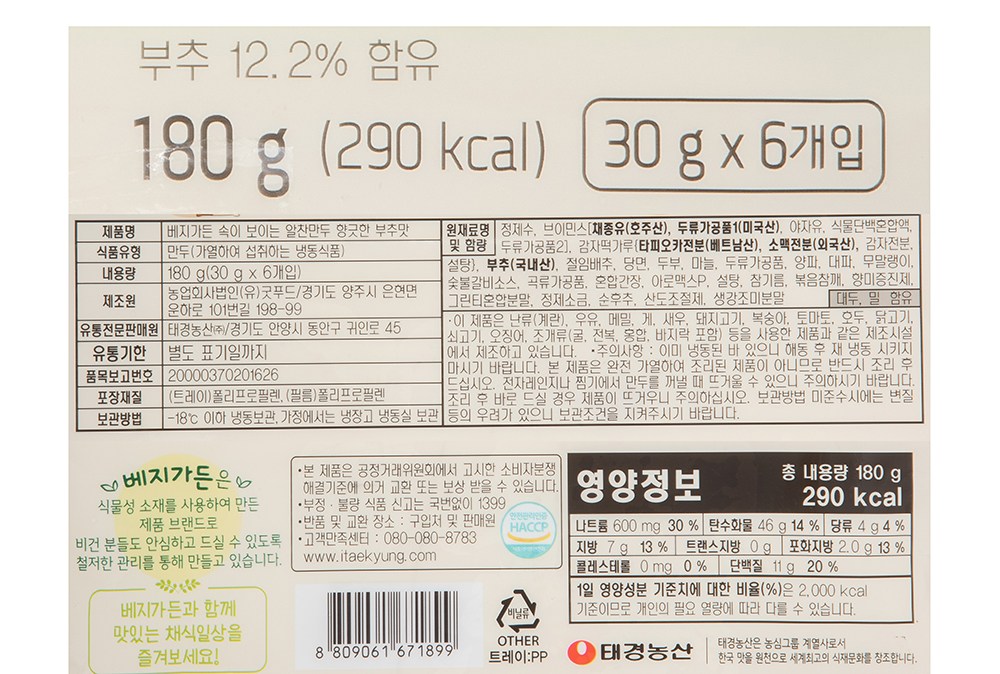 부추 12.2% 함유
180 g (290 kcal) 30 g x 6개입
제품명 베지가든 속이 보이는 알찬만두 향긋한 부추맛
식품유형 만두(가열하여 섭취하는 냉동식품)
내용량 180 g(30 g x 6개입)
제조원 농업회사법인(유)굿푸드/경기도 양주시 은현면
운하로 101번길 198-99
유통전문판매원 태경농산㈜/경기도 안양시 동안구 귀인로 45
유통기한 별도 표기일까지
품목보고번호 20000370201626
포장재질 (트레이)폴리프로필렌, (필름)폴리프로필렌
보관방법 -18℃ 이하 냉동보관, 가정에서는 냉장고 냉동실 보관
원재료명 및 함량 정제수, 브이민스[채종유(호주산), 두류가공품1(미국산), 야자유, 식물단백혼합액,
두류가공품2], 감자떡가루(타피오카전분(베트남산), 소맥전분(외국산), 감자전분,
설탕), 부추(국내산), 절임배추, 당면, 두부, 마늘, 두류가공품, 양파, 대파, 무말랭이,
숯불갈비소스, 곡류가공품, 혼합간장, 아로맥스P, 설탕, 참기름, 볶음참깨, 향미증진제,
그린티혼합분말, 정제소금, 순후추, 산도조절제, 생강조미분말
대두, 밀 함유
·이 제품은 난류(계란), 우유, 메밀, 게, 새우, 돼지고기, 복숭아, 토마토, 호두, 닭고기,
쇠고기, 오징어, 조개류(굴, 전복, 홍합, 바지락 포함) 등을 사용한 제품과 같은 제조시설
에서 제조하고 있습니다. ·주의사항 : 이미 냉동된 바 있으니 해동 후 재 냉동 시키지
마시기 바랍니다. 본 제품은 완전 가열하여 조리된 제품이 아니므로 반드시 조리 후
드십시오. 전자레인지나 찜기에서 만두를 꺼낼 때 뜨거울 수 있으니 주의하시기 바랍니다.
조리 후 바로 드실 경우 제품이 뜨거우니 주의하십시오. 보관방법 미준수시에는 변질
등의 우려가 있으니 보관조건을 지켜주시기 바랍니다.
베지가든은
식물성 소재를 사용하여 만든
제품 브랜드로
비건 분들도 안심하고 드실 수 있도록
철저한 관리를 통해 만들고 있습니다.
베지가든과 함께
맛있는 채식일상을
즐겨보세요!
·본 제품은 공정거래위원회에서 고시한 소비자분쟁
해결기준에 의거 교환 또는 보상 받을 수 있습니다.
·부정·불량 식품 신고는 국번없이 1399
·반품 및 교환 장소 : 구입처 및 판매원
·고객만족센터 : 080-080-8783
www.itaekyung.com
안전관리인증
HACCP
8 809061 671899
비닐류
OTHER
트레이:PP
영양정보 총 내용량 180 g
290 kcal
나트륨 600 mg 30 % 탄수화물 46 g 14 % 당류 4 g 4 %
지방 7 g 13 % 트랜스지방 0 g 포화지방 2.0 g 13 %
콜레스테롤 0 mg 0 % 단백질 11 g 20 %
1일 영양성분 기준치에 대한 비율(%)은 2,000 kcal
기준이므로 개인의 필요 열량에 따라 다를 수 있습니다.
태경농산
태경농산은 농심그룹 계열사로서
한국 맛을 원천으로 세계최고의 식재문화를 창조합니다.